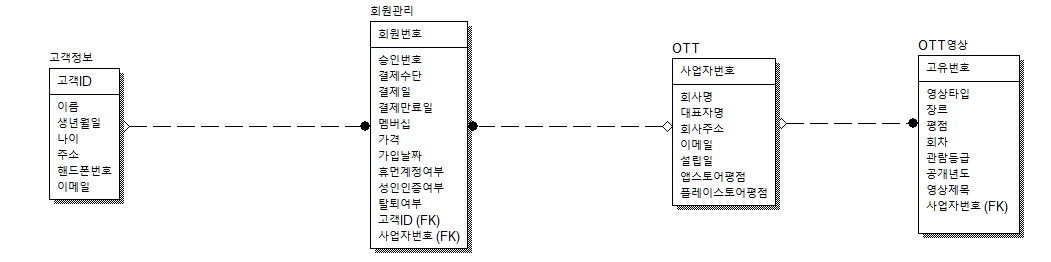 고객정보
고객ID
이름
생년월일
나이
주소
핸드폰번호
이메일
회원관리
회원번호
승인번호
결제수단
결제일
결제만료일
멤버십
가격
가입날짜
휴먼계정여부
성인인증여부
탈퇴여부
고객ID (FK)
사업자번호 (FK)
OTT
사업자번호
회사명
대표자명
회사주소
이메일
설립일
앱스토어평점
플레이스토어평점
OTT영상
고유번호
영상타입
장르
평점
회차
관람등급
공개년도
영상제목
사업자번호 (FK)